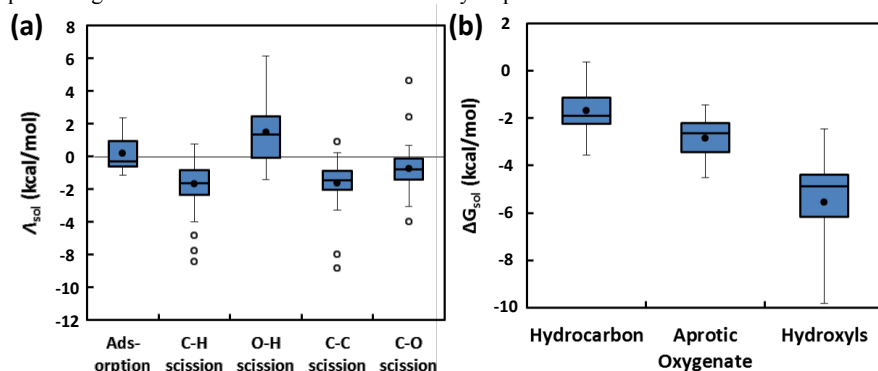 (a)
8
6
4
2
0
-2
-4
-6
-8
-10
-12
Λsol (kcal/mol)
Ads-
orption
C-H
scission
O-H
scission
C-C
scission
C-O
scission
(b)
2
0
-2
-4
-6
-8
-10
ΔGsol (kcal/mol)
Hydrocarbon
Aprotic
Oxygenate
Hydroxyls